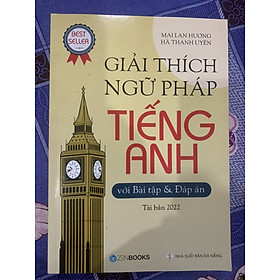 BEST
SELLER
MAI LAN HƯƠNG
HÀ THANH UYÊN
GIẢI THÍCH
NGỮ PHÁP
TIẾNG
ANH
với Bài tập & Đáp án
Tái bản 2022
ZENBOOKS
NHÀ XUẤT BẢN ĐÀ NẴNG